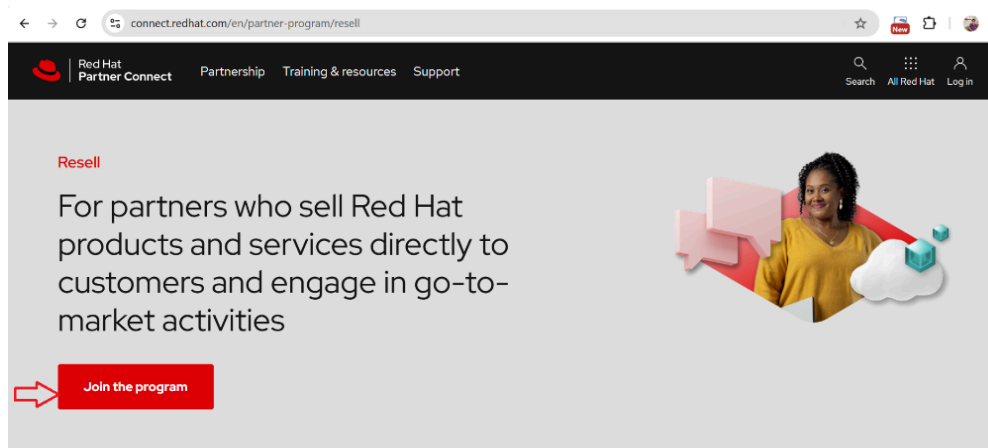 connect.redhat.com/en/partner-program/resell
New
Red Hat
Partner Connect
Partnership Training & resources Support
Search All Red Hat Log in
Resell
For partners who sell Red Hat
products and services directly to
customers and engage in go-to-
market activities
Join the program